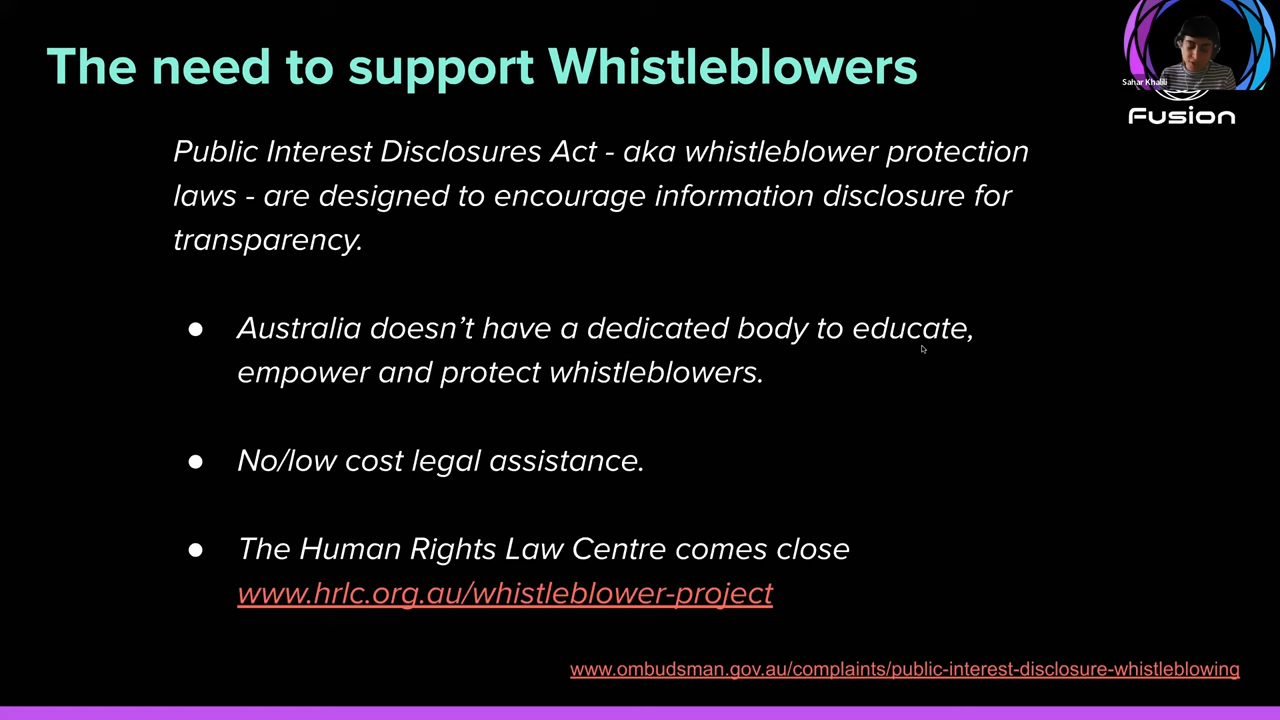 The need to support Whistleblowers
Sahar Khalili
Fusion
Public Interest Disclosures Act - aka whistleblower protection
laws - are designed to encourage information disclosure for
transparency.
● Australia doesn’t have a dedicated body to educate,
empower and protect whistleblowers.
● No/low cost legal assistance.
● The Human Rights Law Centre comes close
www.hrlc.org.au/whistleblower-project
www.ombudsman.gov.au/complaints/public-interest-disclosure-whistleblowing